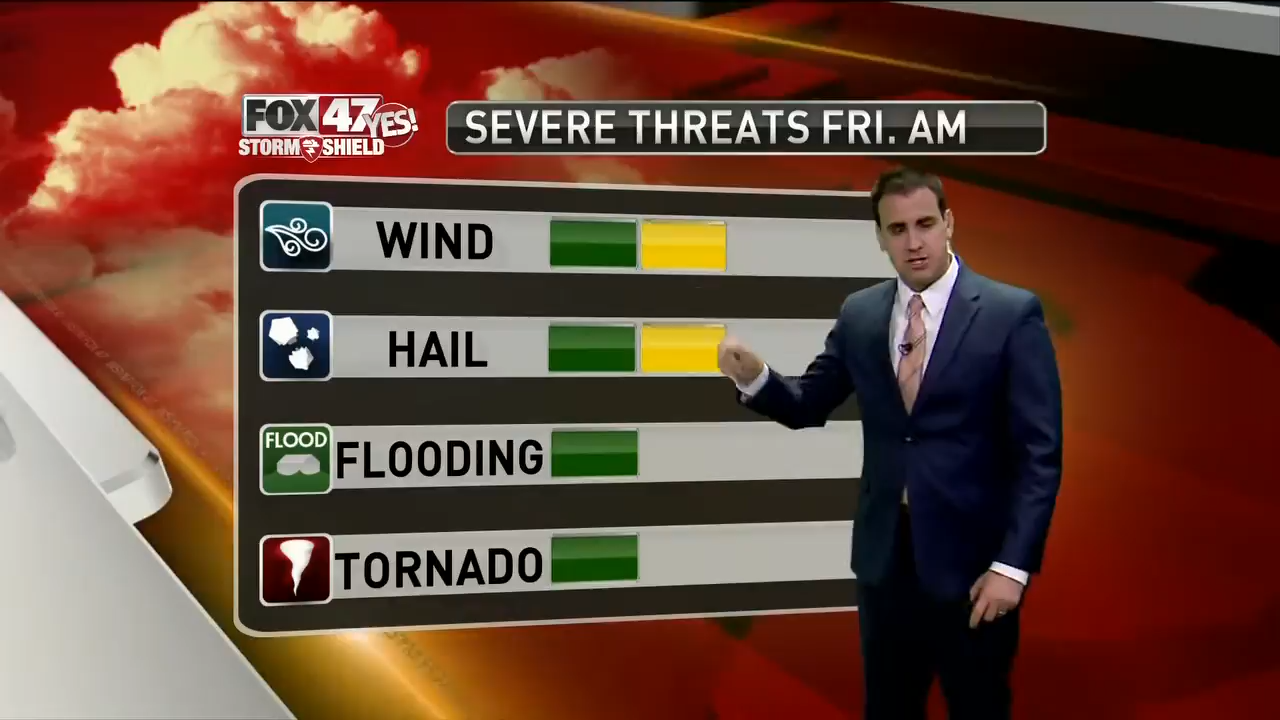 FOX 47 YES!
STORM SHIELD
SEVERE THREATS FRI. AM
WIND
HAIL
FLOOD
FLOODING
TORNADO